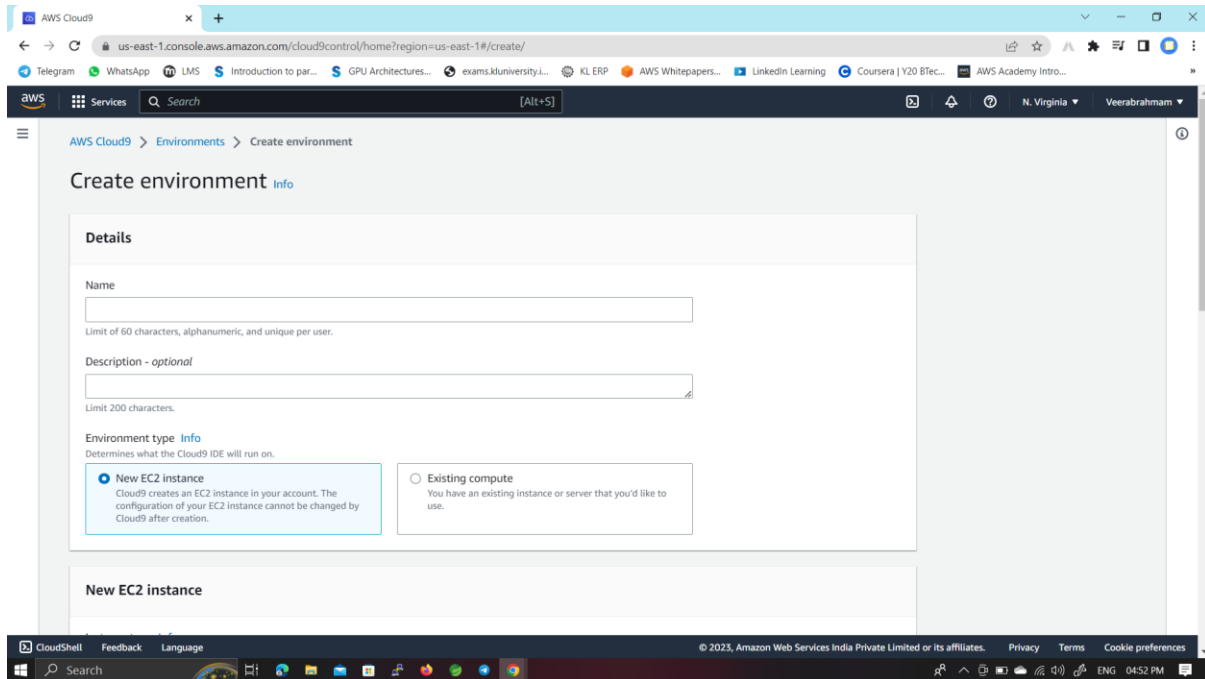 AWS Cloud9
us-east-1.console.aws.amazon.com/cloud9control/home?region=us-east-1#/create/
Telegram WhatsApp LMS Introduction to par... GPU Architectures... exams.kluniversity.i... KL ERP AWS Whitepapers... LinkedIn Learning Coursera | Y20 BTec... AWS Academy Intro... »
aws Services Search [Alt+S] N. Virginia Veerabrahmam
AWS Cloud9 > Environments > Create environment
Create environment Info
Details
Name
Limit of 60 characters, alphanumeric, and unique per user.
Description - optional
Limit 200 characters.
Environment type Info
Determines what the Cloud9 IDE will run on.
New EC2 instance
Cloud9 creates an EC2 instance in your account. The
configuration of your EC2 instance cannot be changed by
Cloud9 after creation.
Existing compute
You have an existing instance or server that you'd like to
use.
New EC2 instance
CloudShell Feedback Language © 2023, Amazon Web Services India Private Limited or its affiliates. Privacy Terms Cookie preferences
Search ENG 04:52 PM